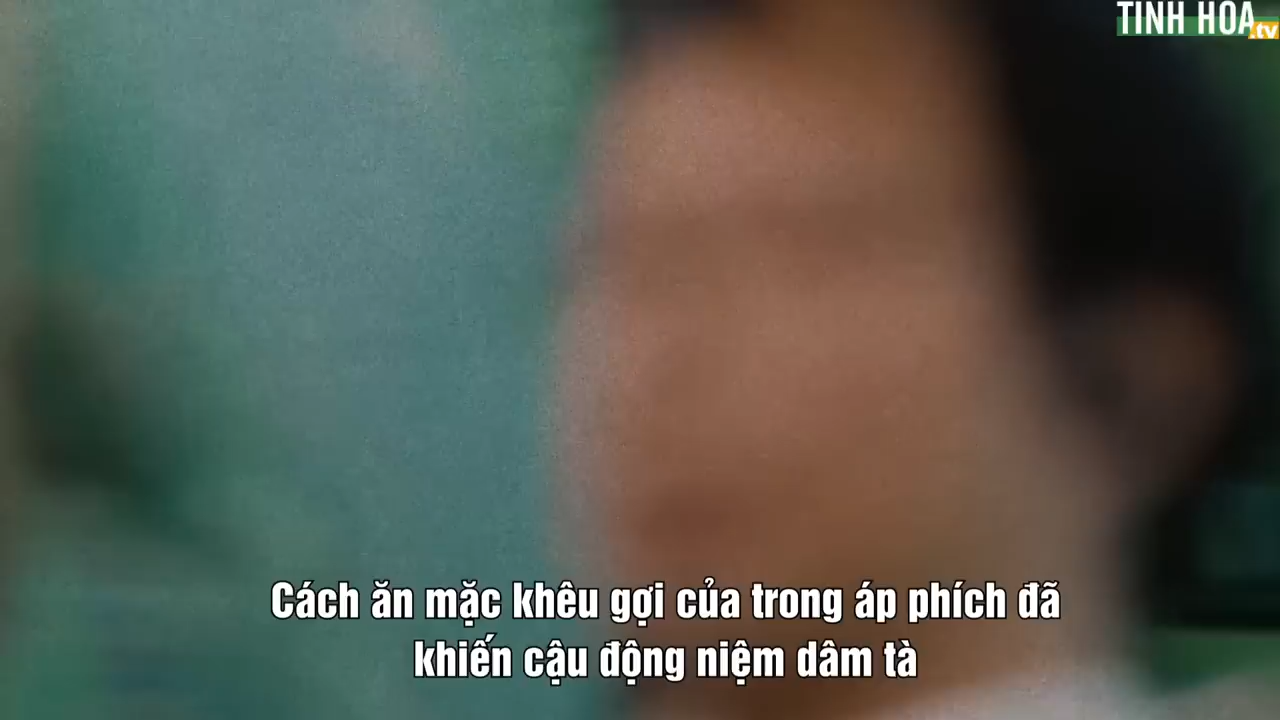 TINH HOA
.tv
Cách ăn mặc khêu gợi của trong áp phích đã
khiến cậu động niệm dâm tà